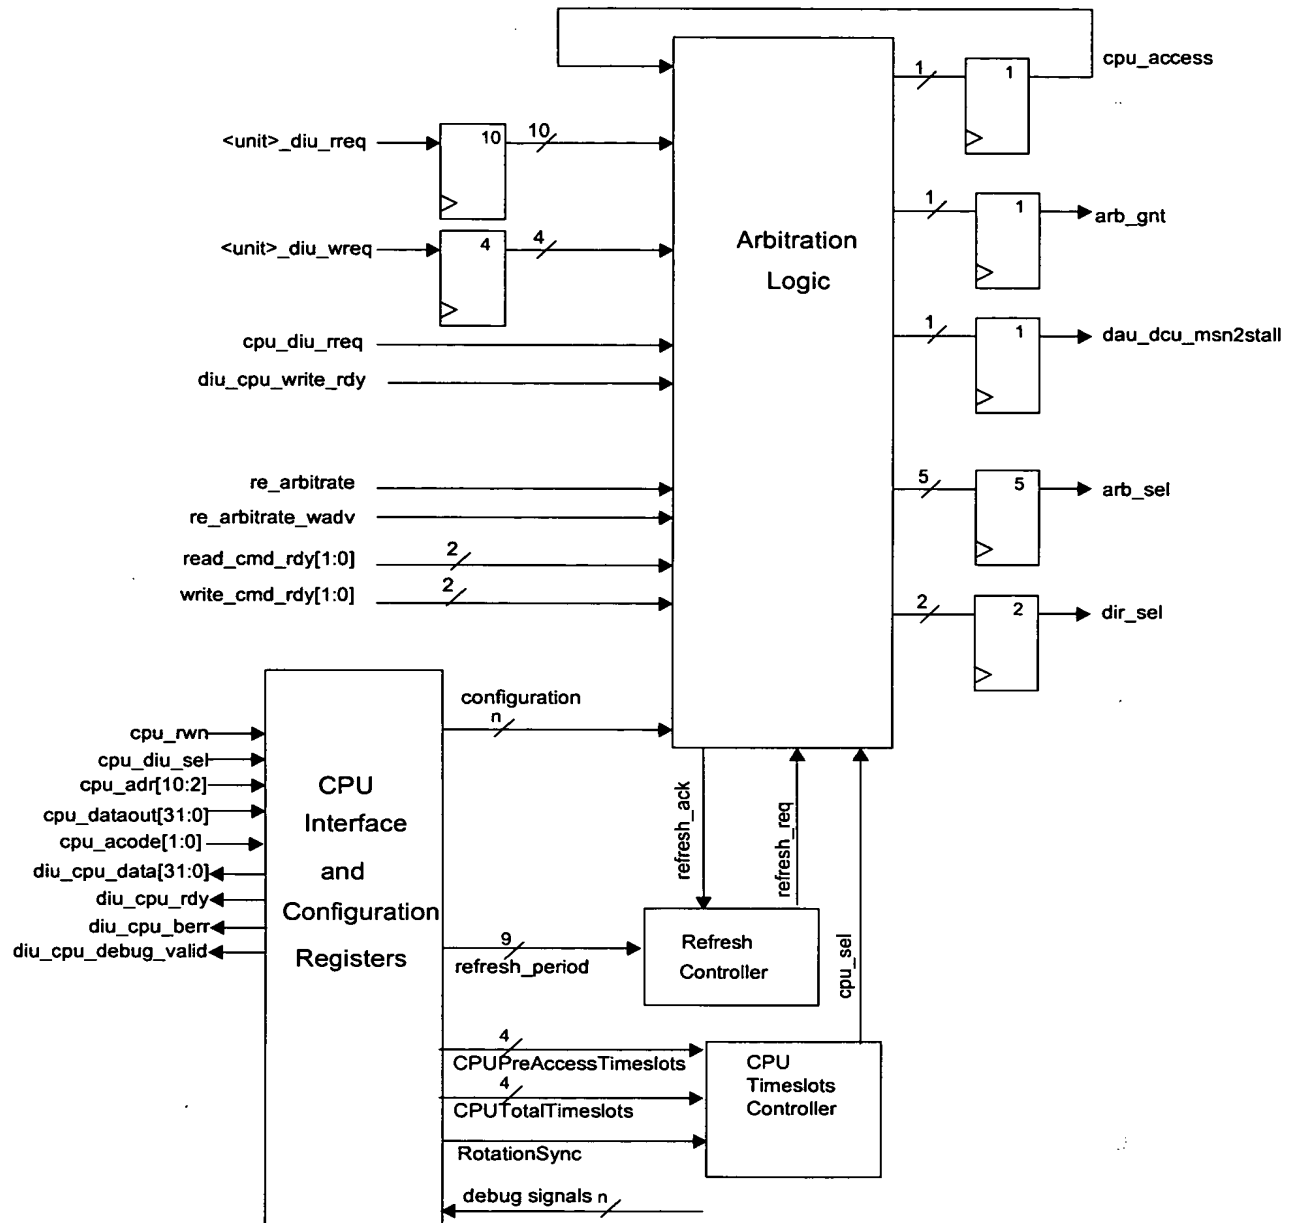 cpu_access
1
1
<unit>_diu_rreq
10
10
1
1
arb_gnt
<unit>_diu_wreq
4
4
Arbitration
Logic
1
1
dau_dcu_msn2stall
cpu_diu_rreq
diu_cpu_write_rdy
re_arbitrate
5
5
arb_sel
re_arbitrate_wadv
read_cmd_rdy[1:0]
2
write_cmd_rdy[1:0]
2
2
2
dir_sel
configuration
n
cpu_rwn
cpu_diu_sel
cpu_adr[10:2]
cpu_dataout[31:0]
cpu_acode[1:0]
diu_cpu_data[31:0]
diu_cpu_rdy
diu_cpu_berr
diu_cpu_debug_valid
CPU
Interface
and
Configuration
Registers
refresh_ack
refresh_req
cpu_sel
9
refresh_period
Refresh
Controller
4
CPUPreAccessTimeslots
4
CPUTotalTimeslots
RotationSync
CPU
Timeslots
Controller
debug signals n